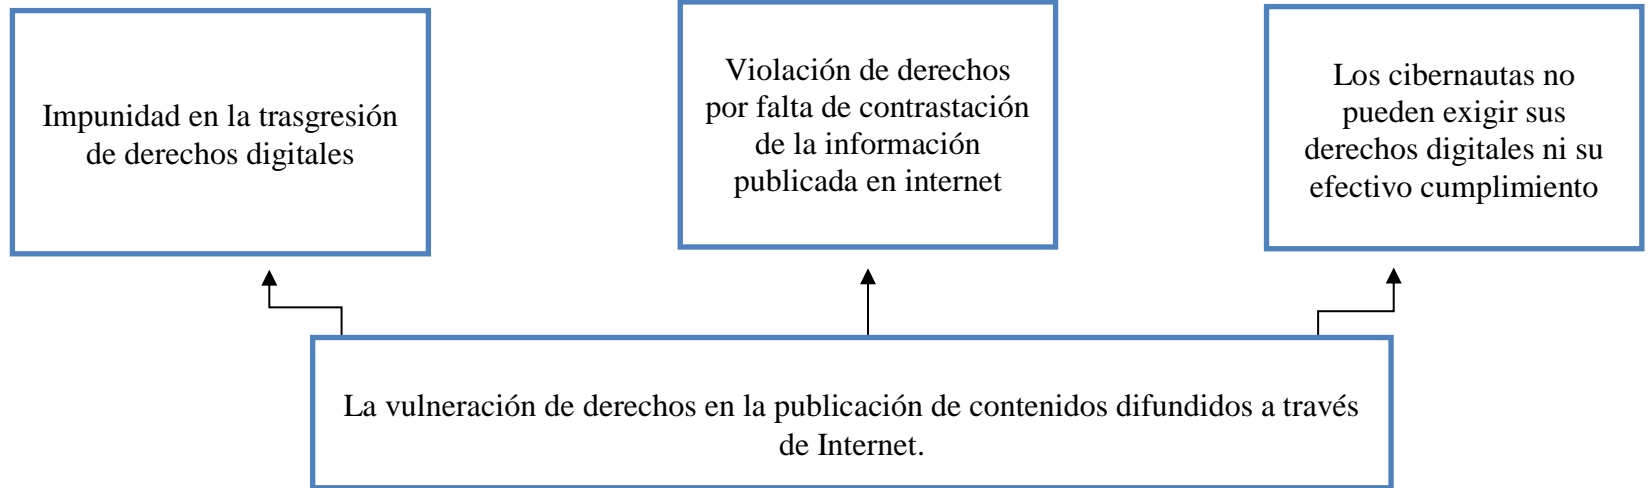 Impunidad en la trasgresión
de derechos digitales
Violación de derechos
por falta de contrastación
de la información
publicada en internet
Los cibernautas no
pueden exigir sus
derechos digitales ni su
efectivo cumplimiento
La vulneración de derechos en la publicación de contenidos difundidos a través
de Internet.